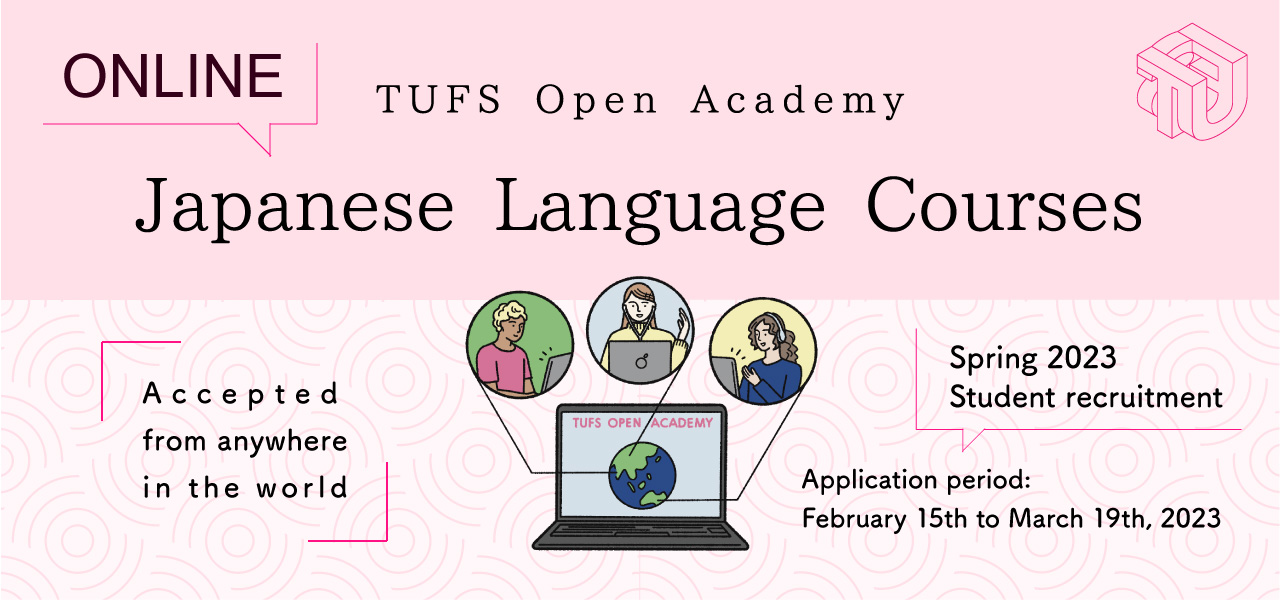 ONLINE
TUFS Open Academy
Japanese Language Courses
Accepted
from anywhere
in the world
TUFS OPEN ACADEMY
Spring 2023
Student recruitment
Application period:
February 15th to March 19th, 2023